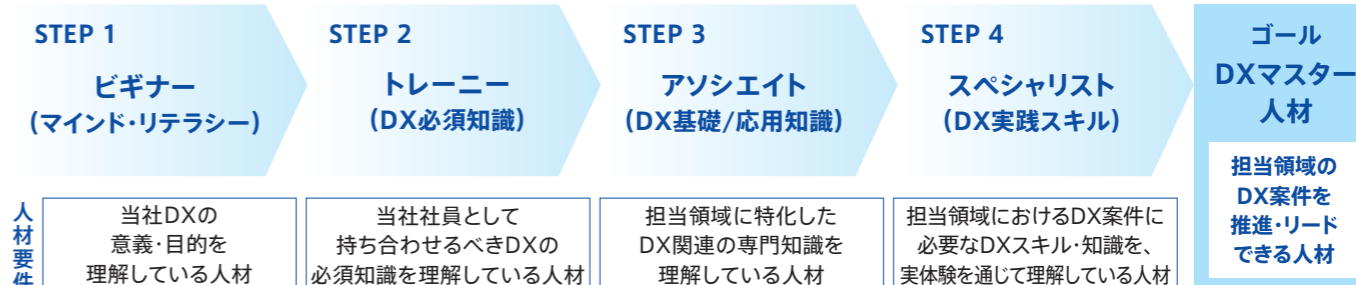 STEP 1
ビギナー
(マインド・リテラシー)
STEP 2
トレーニー
(DX必須知識)
STEP 3
アソシエイト
(DX基礎/応用知識)
STEP 4
スペシャリスト
(DX実践スキル)
ゴール
DXマスター
人材
担当領域の
DX案件を
推進・リード
できる人材
人材要件
当社DXの
意義・目的を
理解している人材
当社社員として
持ち合わせるべきDXの
必須知識を理解している人材
担当領域に特化した
DX関連の専門知識を
理解している人材
担当領域におけるDX案件に
必要なDXスキル・知識を、
実体験を通じて理解している人材